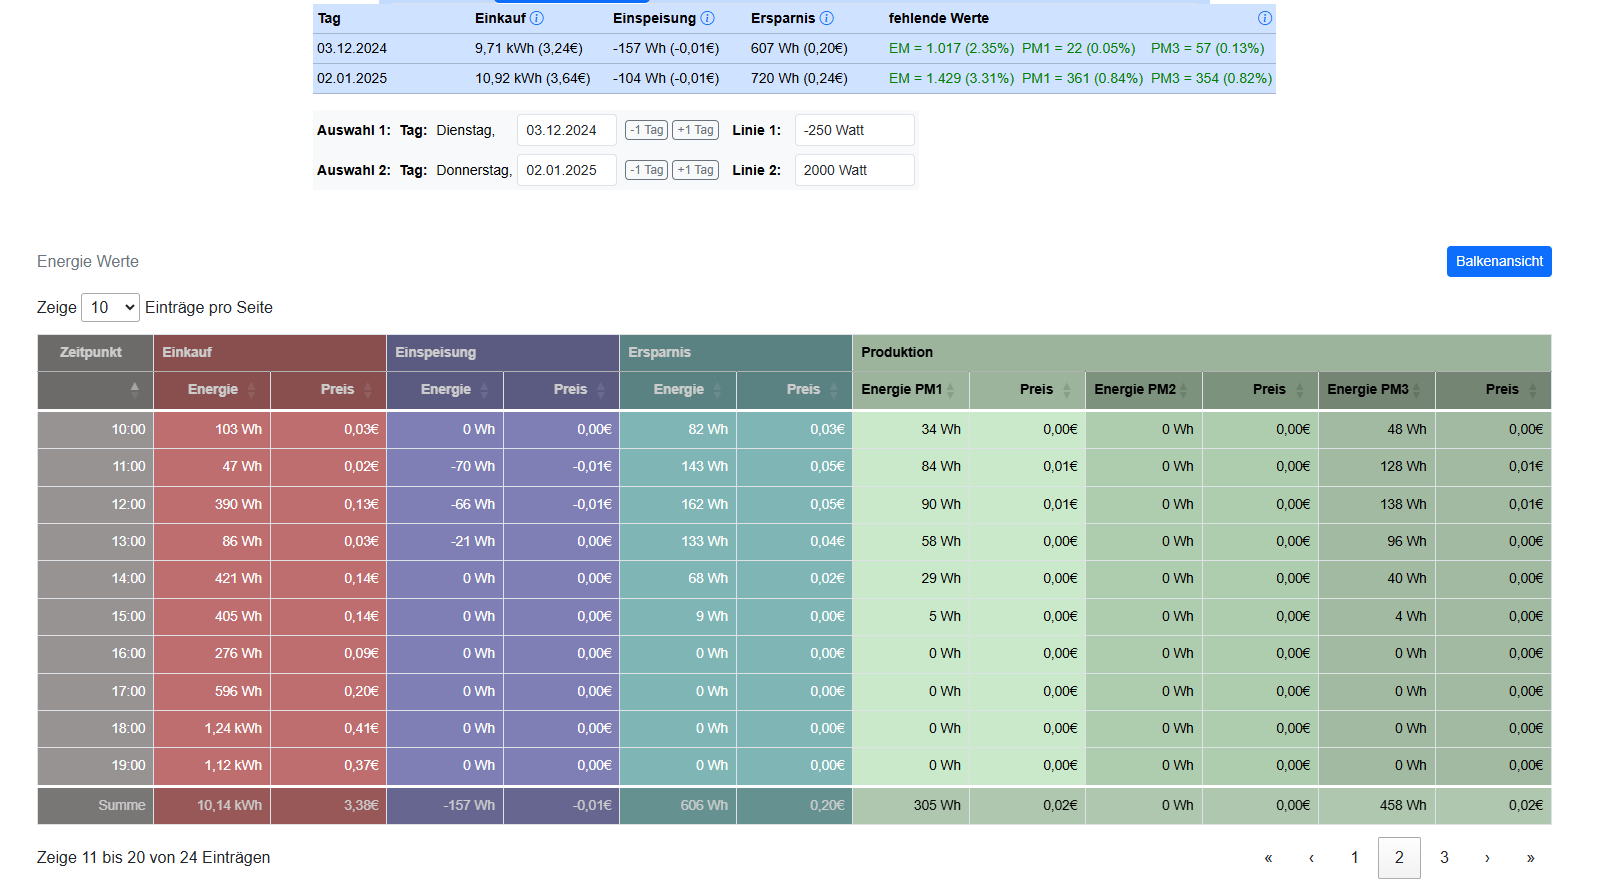 Tag Einkauf Einspeisung Ersparnis fehlende Werte
03.12.2024 9,71 kWh (3,24€) -157 Wh (-0,01€) 607 Wh (0,20€) EM = 1.017 (2.35%) PM1 = 22 (0.05%) PM3 = 57 (0.13%)
02.01.2025 10,92 kWh (3,64€) -104 Wh (-0,01€) 720 Wh (0,24€) EM = 1.429 (3.31%) PM1 = 361 (0.84%) PM3 = 354 (0.82%)
Auswahl 1: Tag: Dienstag, 03.12.2024 -1 Tag +1 Tag Linie 1: -250 Watt
Auswahl 2: Tag: Donnerstag, 02.01.2025 -1 Tag +1 Tag Linie 2: 2000 Watt
Energie Werte Balkenansicht
Zeige 10 Einträge pro Seite
Zeitpunkt Einkauf Einspeisung Ersparnis Produktion
Energie Preis Energie Preis Energie Preis Energie PM1 Preis Energie PM2 Preis Energie PM3 Preis
10:00 103 Wh 0,03€ 0 Wh 0,00€ 82 Wh 0,03€ 34 Wh 0,00€ 0 Wh 0,00€ 48 Wh 0,00€
11:00 47 Wh 0,02€ -70 Wh -0,01€ 143 Wh 0,05€ 84 Wh 0,01€ 0 Wh 0,00€ 128 Wh 0,01€
12:00 390 Wh 0,13€ -66 Wh -0,01€ 162 Wh 0,05€ 90 Wh 0,01€ 0 Wh 0,00€ 138 Wh 0,01€
13:00 86 Wh 0,03€ -21 Wh 0,00€ 133 Wh 0,04€ 58 Wh 0,00€ 0 Wh 0,00€ 96 Wh 0,00€
14:00 421 Wh 0,14€ 0 Wh 0,00€ 68 Wh 0,02€ 29 Wh 0,00€ 0 Wh 0,00€ 40 Wh 0,00€
15:00 405 Wh 0,14€ 0 Wh 0,00€ 9 Wh 0,00€ 5 Wh 0,00€ 0 Wh 0,00€ 4 Wh 0,00€
16:00 276 Wh 0,09€ 0 Wh 0,00€ 0 Wh 0,00€ 0 Wh 0,00€ 0 Wh 0,00€ 0 Wh 0,00€
17:00 596 Wh 0,20€ 0 Wh 0,00€ 0 Wh 0,00€ 0 Wh 0,00€ 0 Wh 0,00€ 0 Wh 0,00€
18:00 1,24 kWh 0,41€ 0 Wh 0,00€ 0 Wh 0,00€ 0 Wh 0,00€ 0 Wh 0,00€ 0 Wh 0,00€
19:00 1,12 kWh 0,37€ 0 Wh 0,00€ 0 Wh 0,00€ 0 Wh 0,00€ 0 Wh 0,00€ 0 Wh 0,00€
Summe 10,14 kWh 3,38€ -157 Wh -0,01€ 606 Wh 0,20€ 305 Wh 0,02€ 0 Wh 0,00€ 458 Wh 0,02€
Zeige 11 bis 20 von 24 Einträgen « ‹ 1 2 3 › »